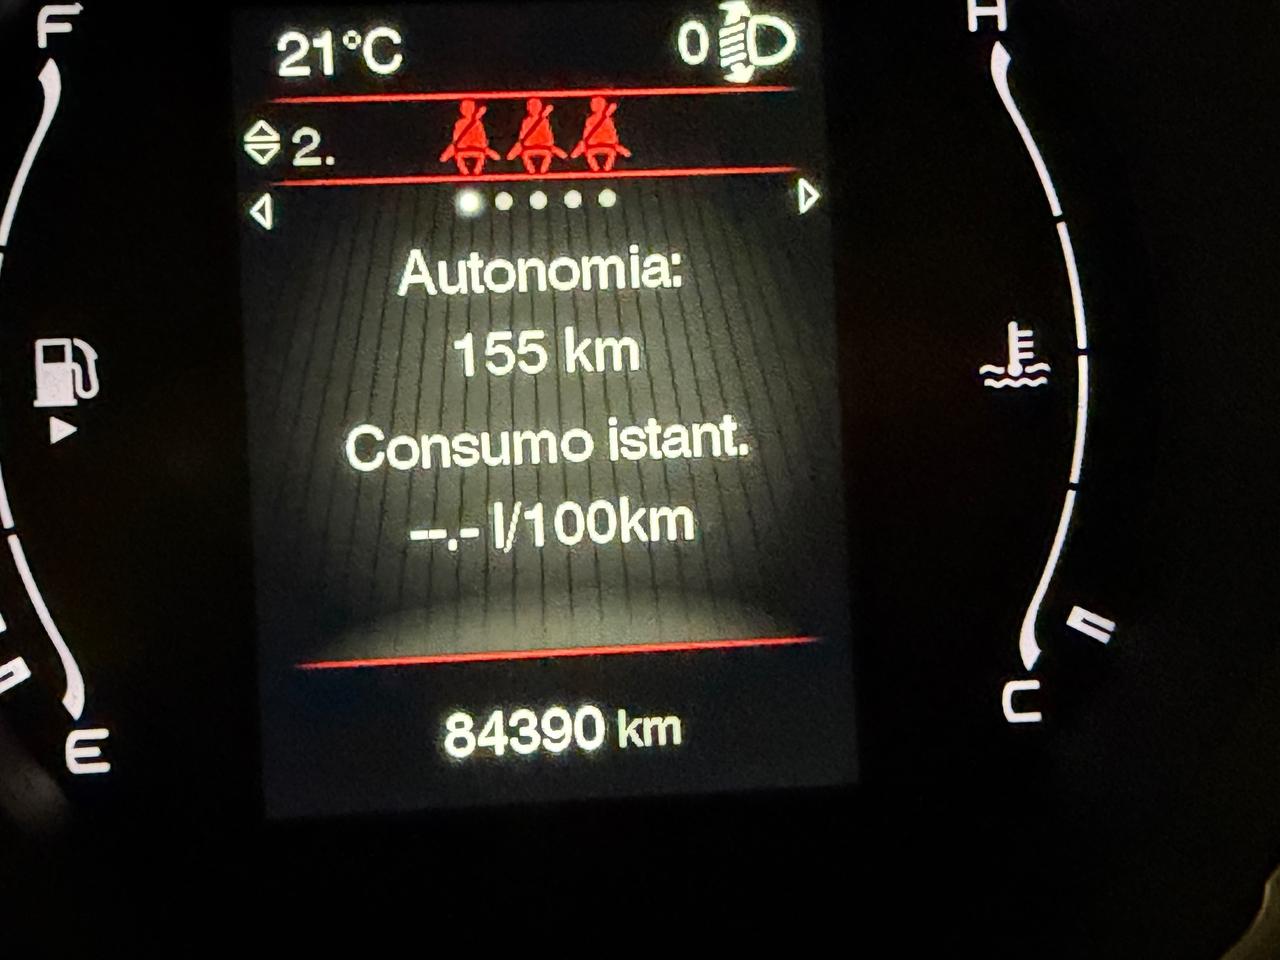 F
H
21°C
0
2.
Autonomia:
155 km
Consumo istant.
--.- l/100km
84390 km
E
C